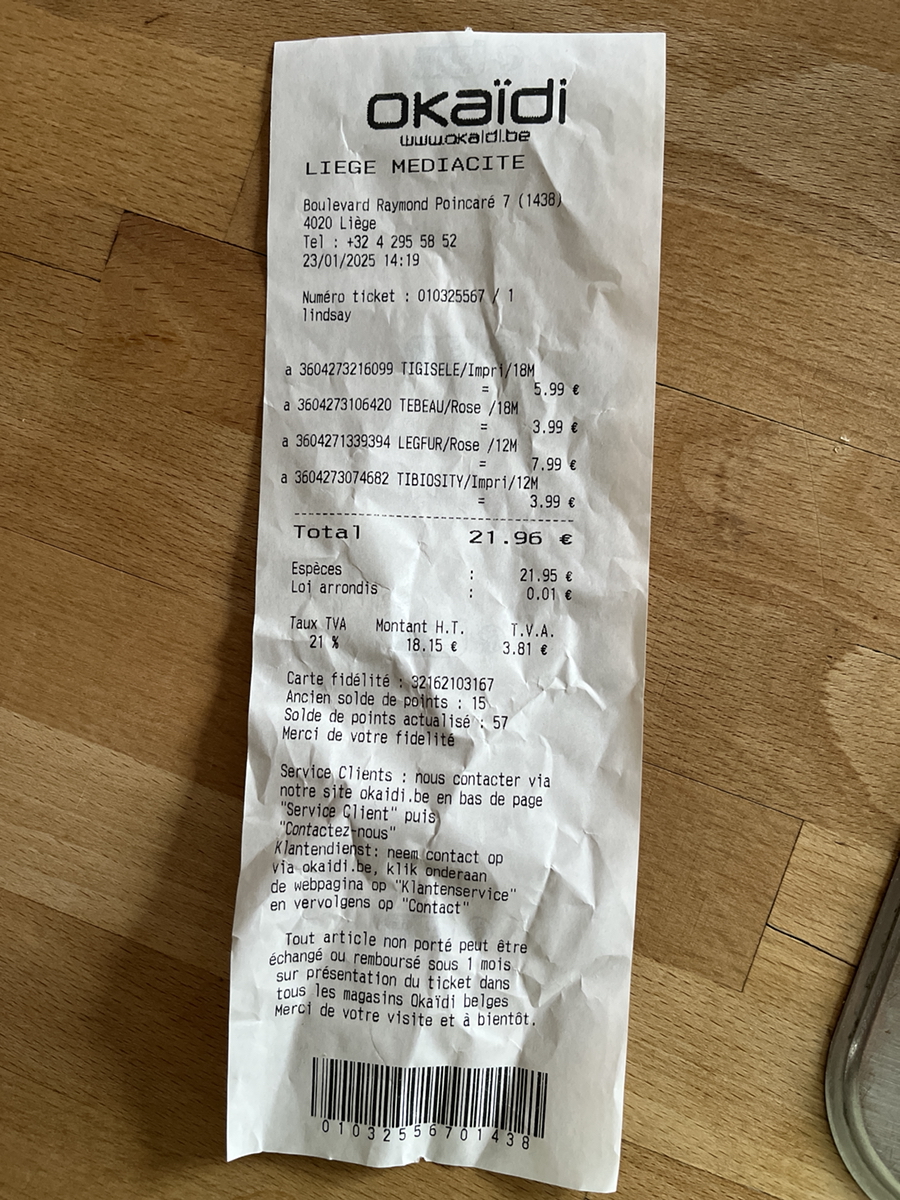 okaïdi
www.okaidi.be
LIEGE MEDIACITE
Boulevard Raymond Poincaré 7 (1438)
4020 Liège
Tel : +32 4 295 58 52
23/01/2025 14:19
Numéro ticket : 010325567 / 1
lindsay
a 3604273216099 TIGISELE/Impri/18M
= 5.99 €
a 3604273106420 TEBEAU/Rose /18M
= 3.99 €
a 3604271339394 LEGFUR/Rose /12M
= 7.99 €
a 3604273074682 TIBIOSITY/Impri/12M
= 3.99 €
Total 21.96 €
Espèces : 21.95 €
Loi arrondis : 0.01 €
Taux TVA Montant H.T. T.V.A.
21 % 18.15 € 3.81 €
Carte fidélité : 32162103167
Ancien solde de points : 15
Solde de points actualisé : 57
Merci de votre fidelité
Service Clients : nous contacter via
notre site okaidi.be en bas de page
"Service Client" puis
"Contactez-nous"
Klantendienst: neem contact op
via okaidi.be, klik onderaan
de webpagina op "Klantenservice"
en vervolgens op "Contact"
Tout article non porté peut être
échangé ou remboursé sous 1 mois
sur présentation du ticket dans
tous les magasins Okaïdi belges
Merci de votre visite et à bientôt.
01032556701438